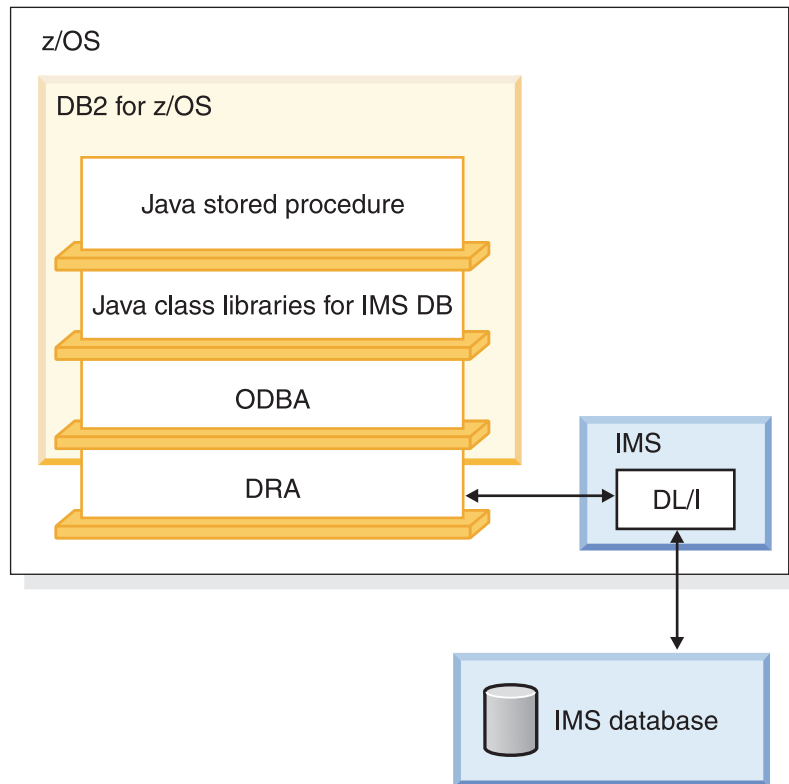 z/OS
DB2 for z/OS
Java stored procedure
Java class libraries for IMS DB
ODBA
DRA
IMS
DL/I
IMS database